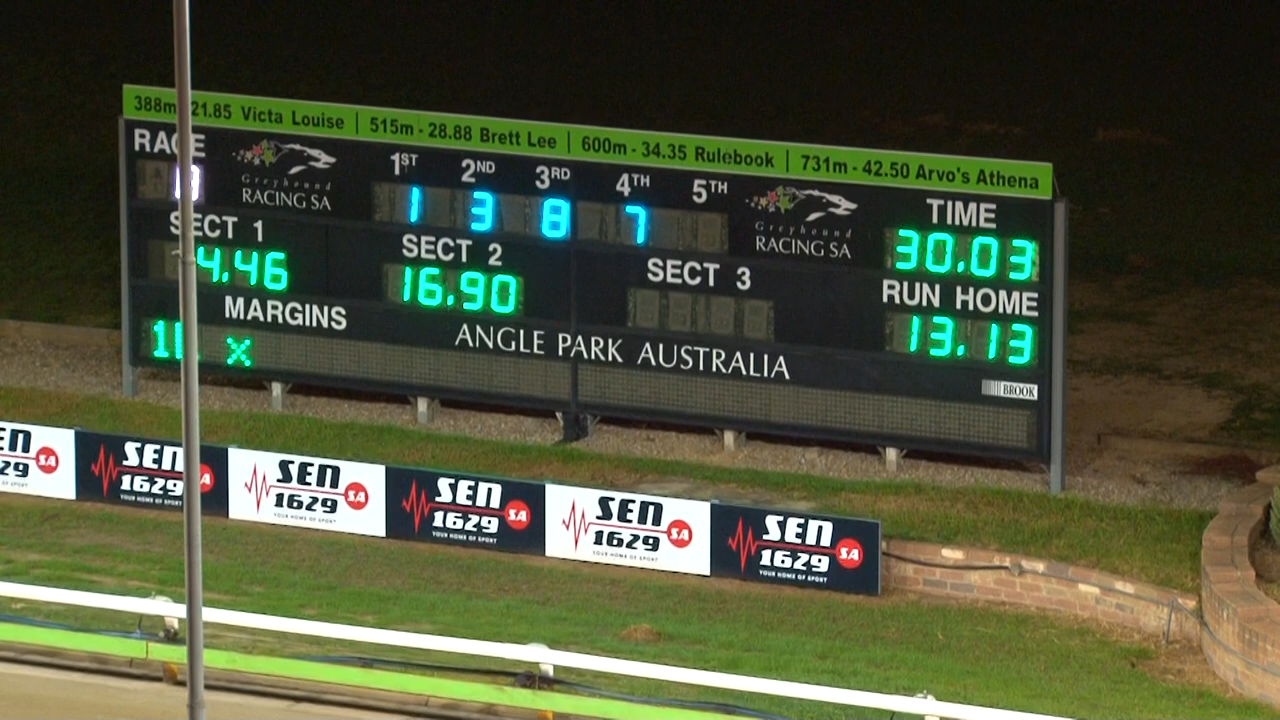 388m 21.85 Victa Louise | 515m - 28.88 Brett Lee | 600m - 34.35 Rulebook | 731m - 42.50 Arvo's Athena
RACE
Greyhound
RACING SA
1ST 2ND 3RD 4TH 5TH
1 3 8 7
Greyhound
RACING SA
TIME
30.03
SECT 1
4.46
SECT 2
16.90
SECT 3
RUN HOME
13.13
MARGINS
x
ANGLE PARK AUSTRALIA
BROOK
EN SA
29
SEN
1629
YOUR HOME OF SPORT
SEN SA
1629
YOUR HOME OF SPORT
SEN SA
1629
YOUR HOME OF SPORT
SEN SA
1629
YOUR HOME OF SPORT
SEN SA
1629
YOUR HOME OF SPORT